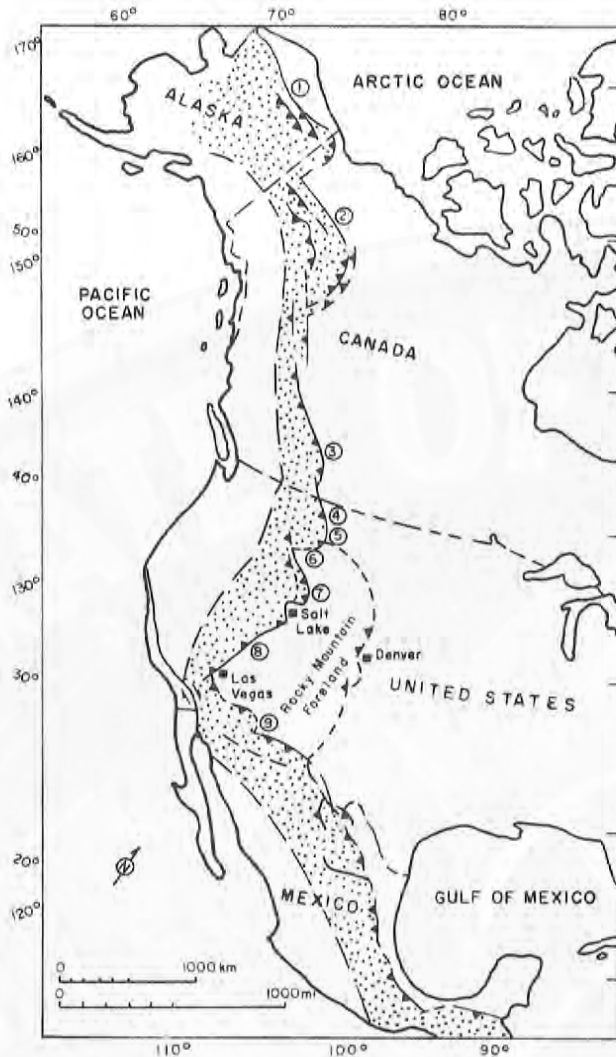 60°
70°
80°
170°
ARCTIC OCEAN
①
ALASKA
160°
②
50°
150°
PACIFIC
OCEAN
CANADA
140°
③
40°
④
⑤
⑥
130°
⑦
Salt
Lake
⑧
Rocky Mountain
Foreland
Denver
30°
Las
Vegas
UNITED STATES
⑨
20°
N
MEXICO
GULF OF MEXICO
120°
0 1000 km
0 1000 mi
110°
100°
90°